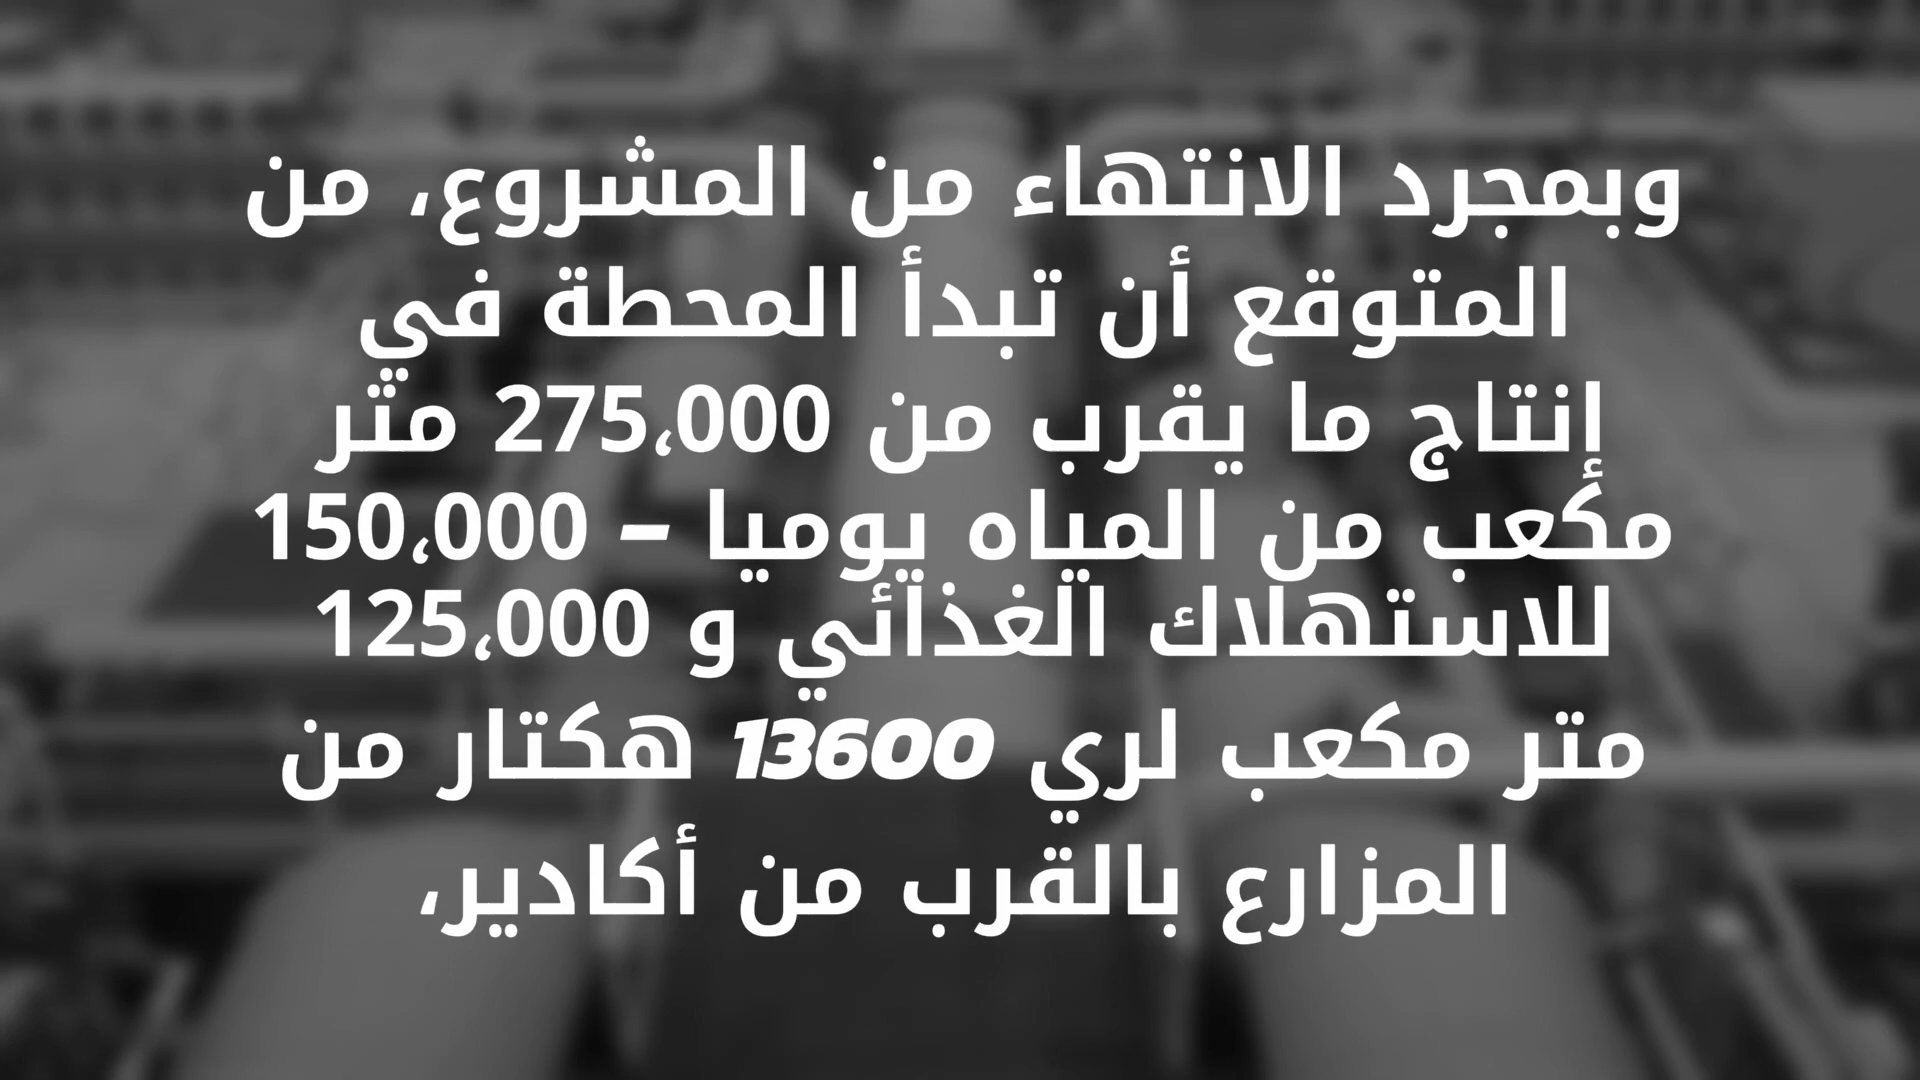 وبمجرد الانتهاء من المشروع، من
المتوقع أن تبدأ المحطة في
إنتاج ما يقرب من 275،000 متر
مكعب من المياه يوميا – 150،000
للاستهلاك الغذائي و 125،000
متر مكعب لري 13600 هكتار من
المزارع بالقرب من أكادير،